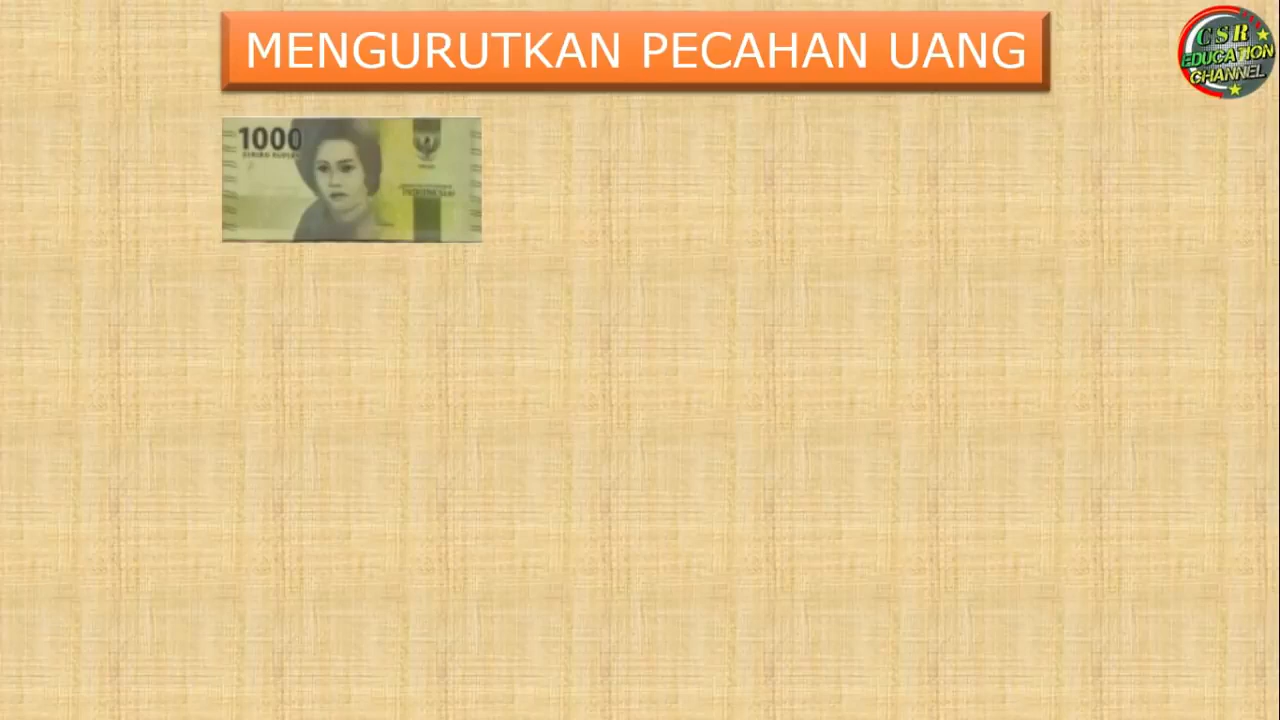 MENGURUTKAN PECAHAN UANG
CSR
EDUCATION
CHANNEL
1000